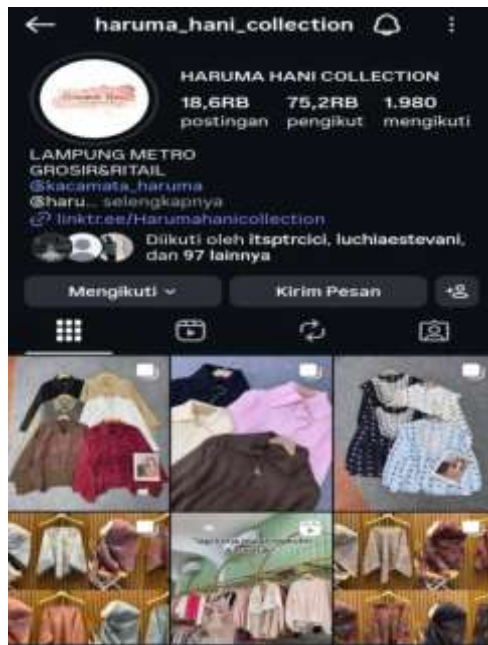 haruma_hani_collection
HARUMA HANI COLLECTION
18,6RB 75,2RB 1.980
postingan pengikut mengikuti
LAMPUNG METRO
GROSIR&RITAIL
@kacamata_haruma
@haru... selengkapnya
linktr.ee/Harumahanicollection
Diikuti oleh itsptrcici, luchiaestevani,
dan 97 lainnya
Mengikuti Kirim Pesan